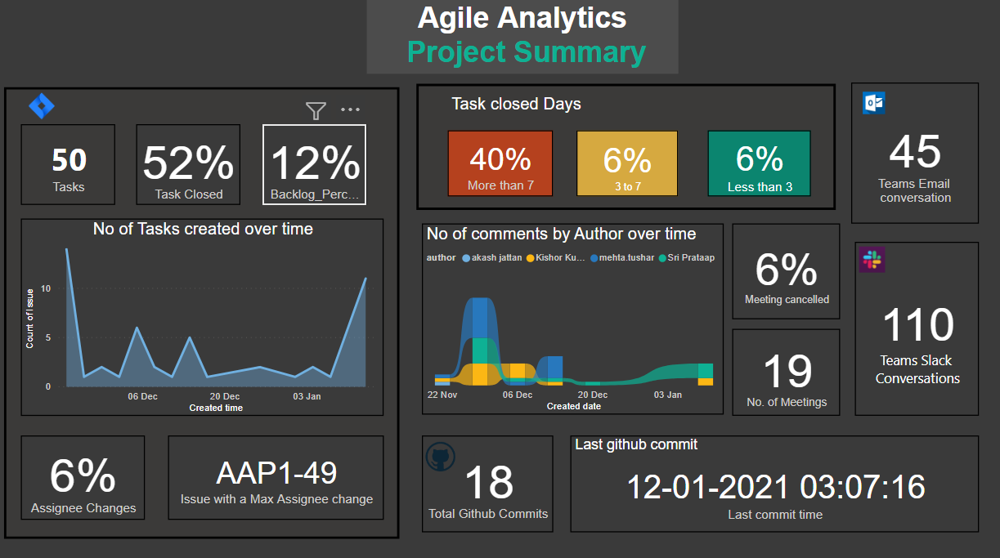 Agile Analytics
Project Summary
50
Tasks
52%
Task Closed
12%
Backlog_Perc...
No of Tasks created over time
Count of Issue
10
5
0
06 Dec
20 Dec
03 Jan
Created time
6%
Assignee Changes
AAP1-49
Issue with a Max Assignee change
Task closed Days
40%
More than 7
6%
3 to 7
6%
Less than 3
No of comments by Author over time
author akash jattan Kishor Ku... mehta.tushar Sri Prataap
22 Nov
06 Dec
20 Dec
03 Jan
Created date
6%
Meeting cancelled
19
No. of Meetings
45
Teams Email
conversation
110
Teams Slack
Conversations
18
Total Github Commits
Last github commit
12-01-2021 03:07:16
Last commit time